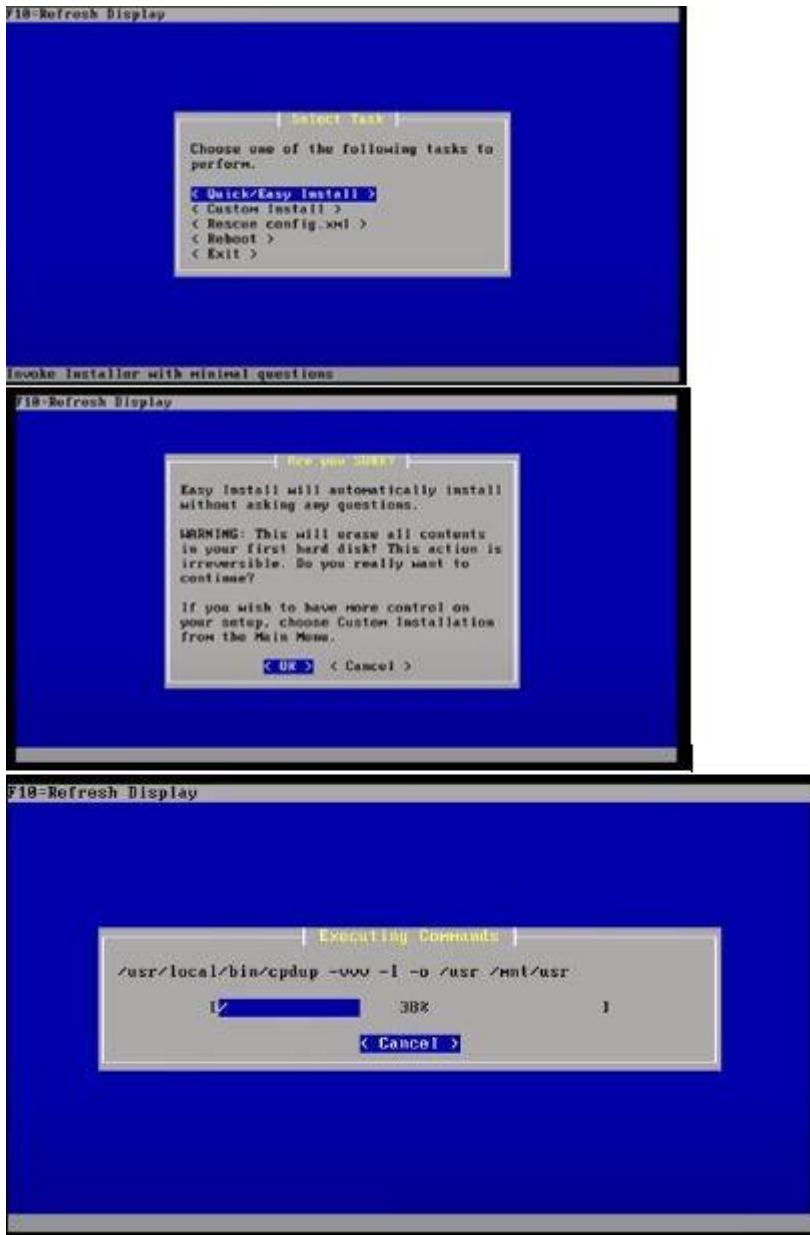 F10=Refresh Display
Select Task
Choose one of the following tasks to
perform.
< Quick/Easy Install >
< Custom Install >
< Rescue config.xml >
< Reboot >
< Exit >
Invoke Installer with minimal questions
F10=Refresh Display
Are you SURE?
Easy Install will automatically install
without asking any questions.
WARNING: This will erase all contents
in your first hard disk! This action is
irreversible. Do you really want to
continue?
If you wish to have more control on
your setup, choose Custom Installation
from the Main Menu.
< OK > < Cancel >
F10=Refresh Display
Executing Commands
/usr/local/bin/cpdup -vvv -I -o /usr /mnt/usr
[/ 38% ]
< Cancel >